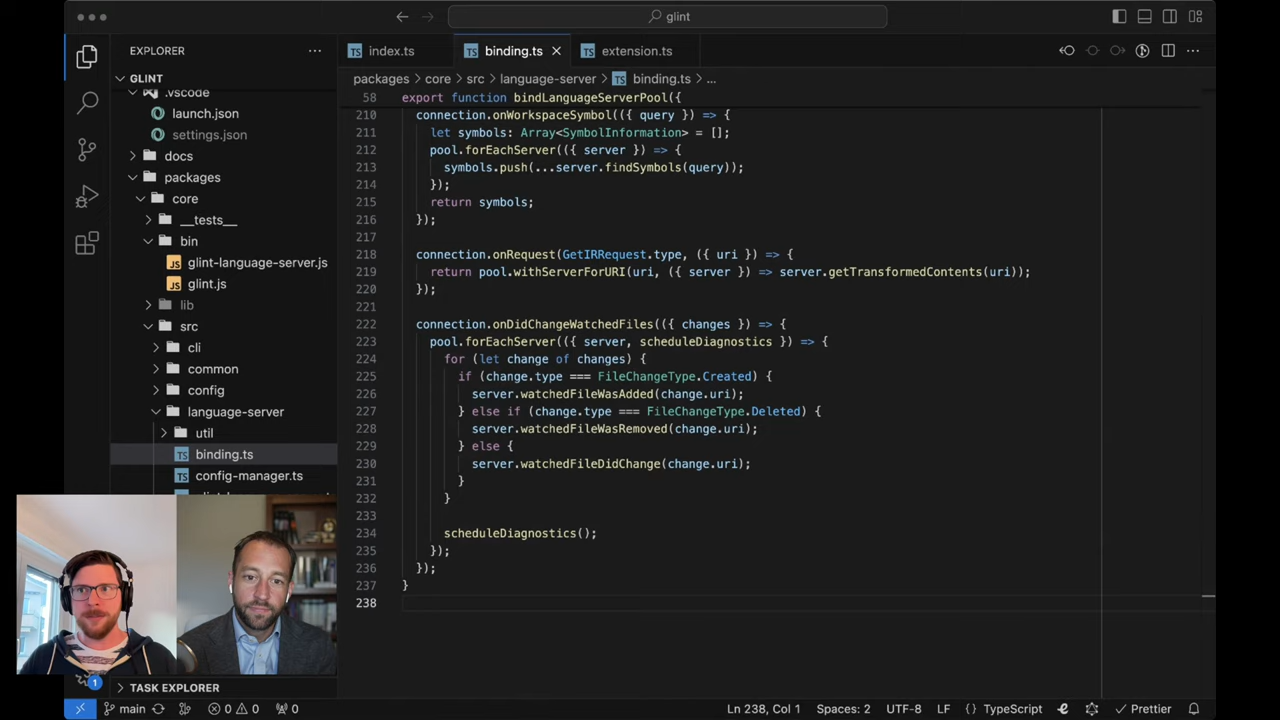 glint
EXPLORER
GLINT
.vscode
launch.json
settings.json
docs
packages
core
__tests__
bin
glint-language-server.js
glint.js
lib
src
cli
common
config
language-server
util
binding.ts
config-manager.ts
TASK EXPLORER
index.ts
binding.ts
extension.ts
packages > core > src > language-server > binding.ts > ...
58 export function bindLanguageServerPool({
210 connection.onWorkspaceSymbol(({ query }) => {
211 let symbols: Array<SymbolInformation> = [];
212 pool.forEachServer(({ server }) => {
213 symbols.push(...server.findSymbols(query));
214 });
215 return symbols;
216 });
217
218 connection.onRequest(GetIRRequest.type, ({ uri }) => {
219 return pool.withServerForURI(uri, ({ server }) => server.getTransformedContents(uri));
220 });
221
222 connection.onDidChangeWatchedFiles(({ changes }) => {
223 pool.forEachServer(({ server, scheduleDiagnostics }) => {
224 for (let change of changes) {
225 if (change.type === FileChangeType.Created) {
226 server.watchedFileWasAdded(change.uri);
227 } else if (change.type === FileChangeType.Deleted) {
228 server.watchedFileWasRemoved(change.uri);
229 } else {
230 server.watchedFileDidChange(change.uri);
231 }
232 }
233
234 scheduleDiagnostics();
235 });
236 });
237 }
238
1
main
0 0
0
Ln 238, Col 1
Spaces: 2
UTF-8
LF
{} TypeScript
Prettier